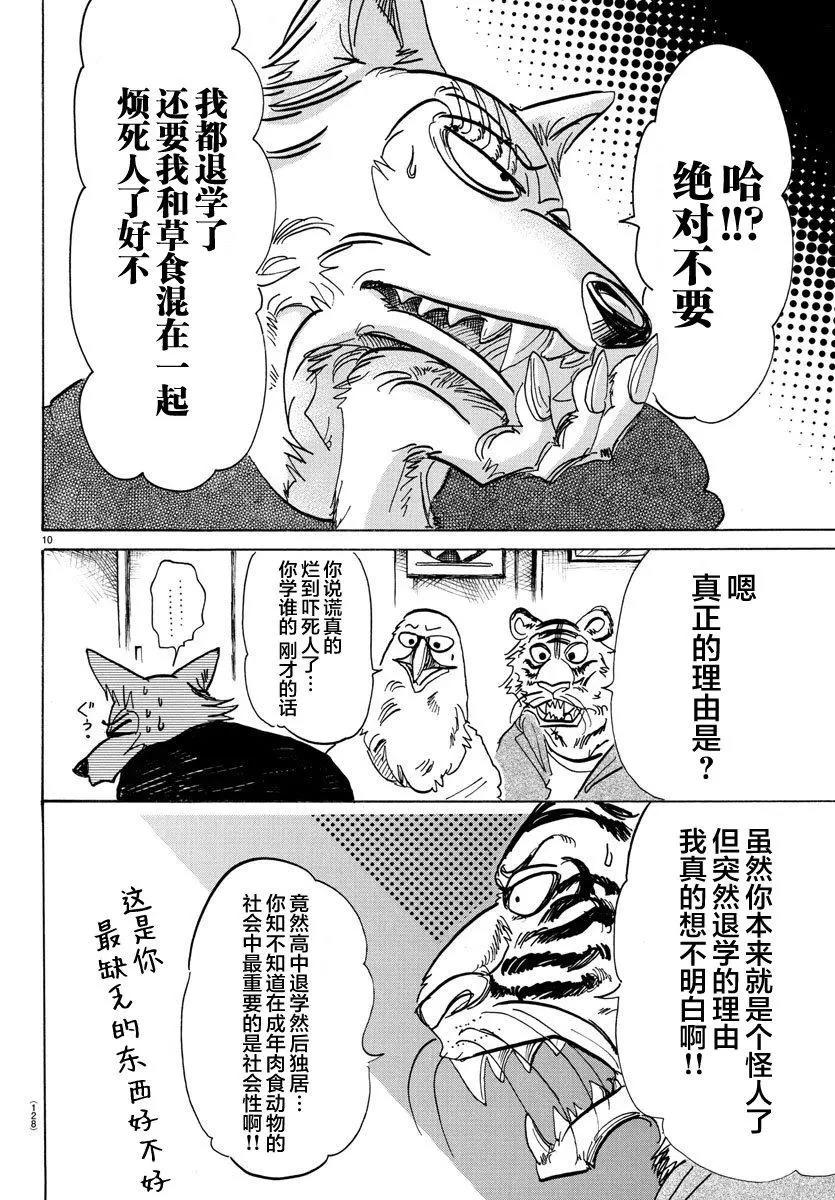 哈!!?
绝对不要
我都退学了
还要我和草食混在一起
烦死人了好不
10
嗯
真正的理由是?
你说谎真的
烂到吓死人了…
你学谁的 刚才的话
………
………
ぐぅ。
虽然你本来就是个怪人了
但突然退学的理由
我真的想不明白啊!!
竟然高中退学然后独居…
你知不知道在成年肉食动物的
社会中最重要的是社会性啊!!
这是你
最缺乏的东西好不好
(128)